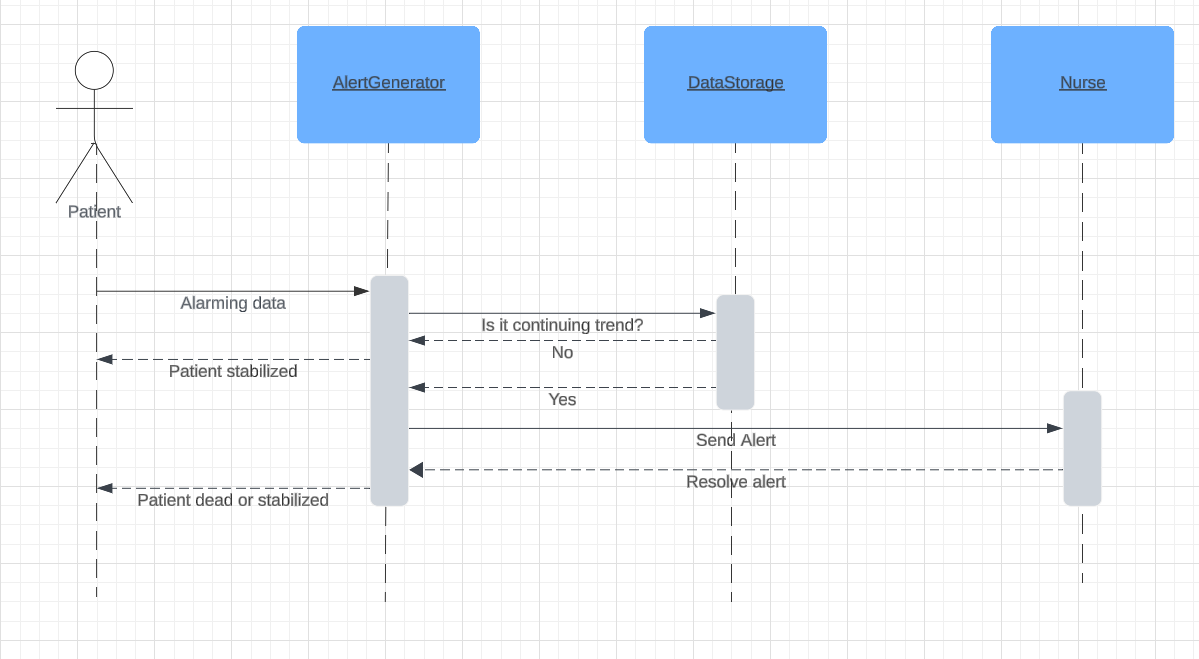 AlertGenerator
DataStorage
Nurse
Patient
Alarming data
Is it continuing trend?
No
Patient stabilized
Yes
Send Alert
Resolve alert
Patient dead or stabilized